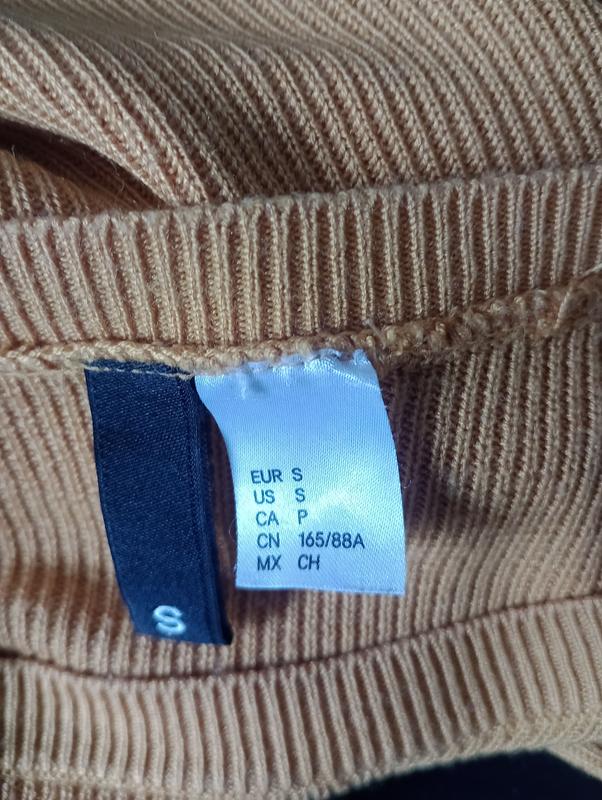 EUR S
US S
CA P
CN 165/88A
MX CH
S